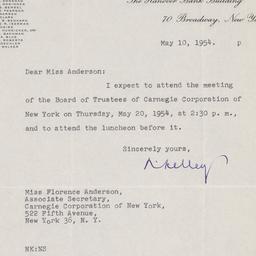 The Hanover Bank Building
70 Broadway, New Yo
May 10, 1954.
p
Dear Miss Anderson:
I expect to attend the meeting
of the Board of Trustees of Carnegie Corporation of
New York on Thursday, May 20, 1954, at 2:30 p. m.,
and to attend the luncheon before it.
Sincerely yours,
Miss Florence Anderson,
Associate Secretary,
Carnegie Corporation of New York,
522 Fifth Avenue,
New York 36, N. Y.
NK:NS